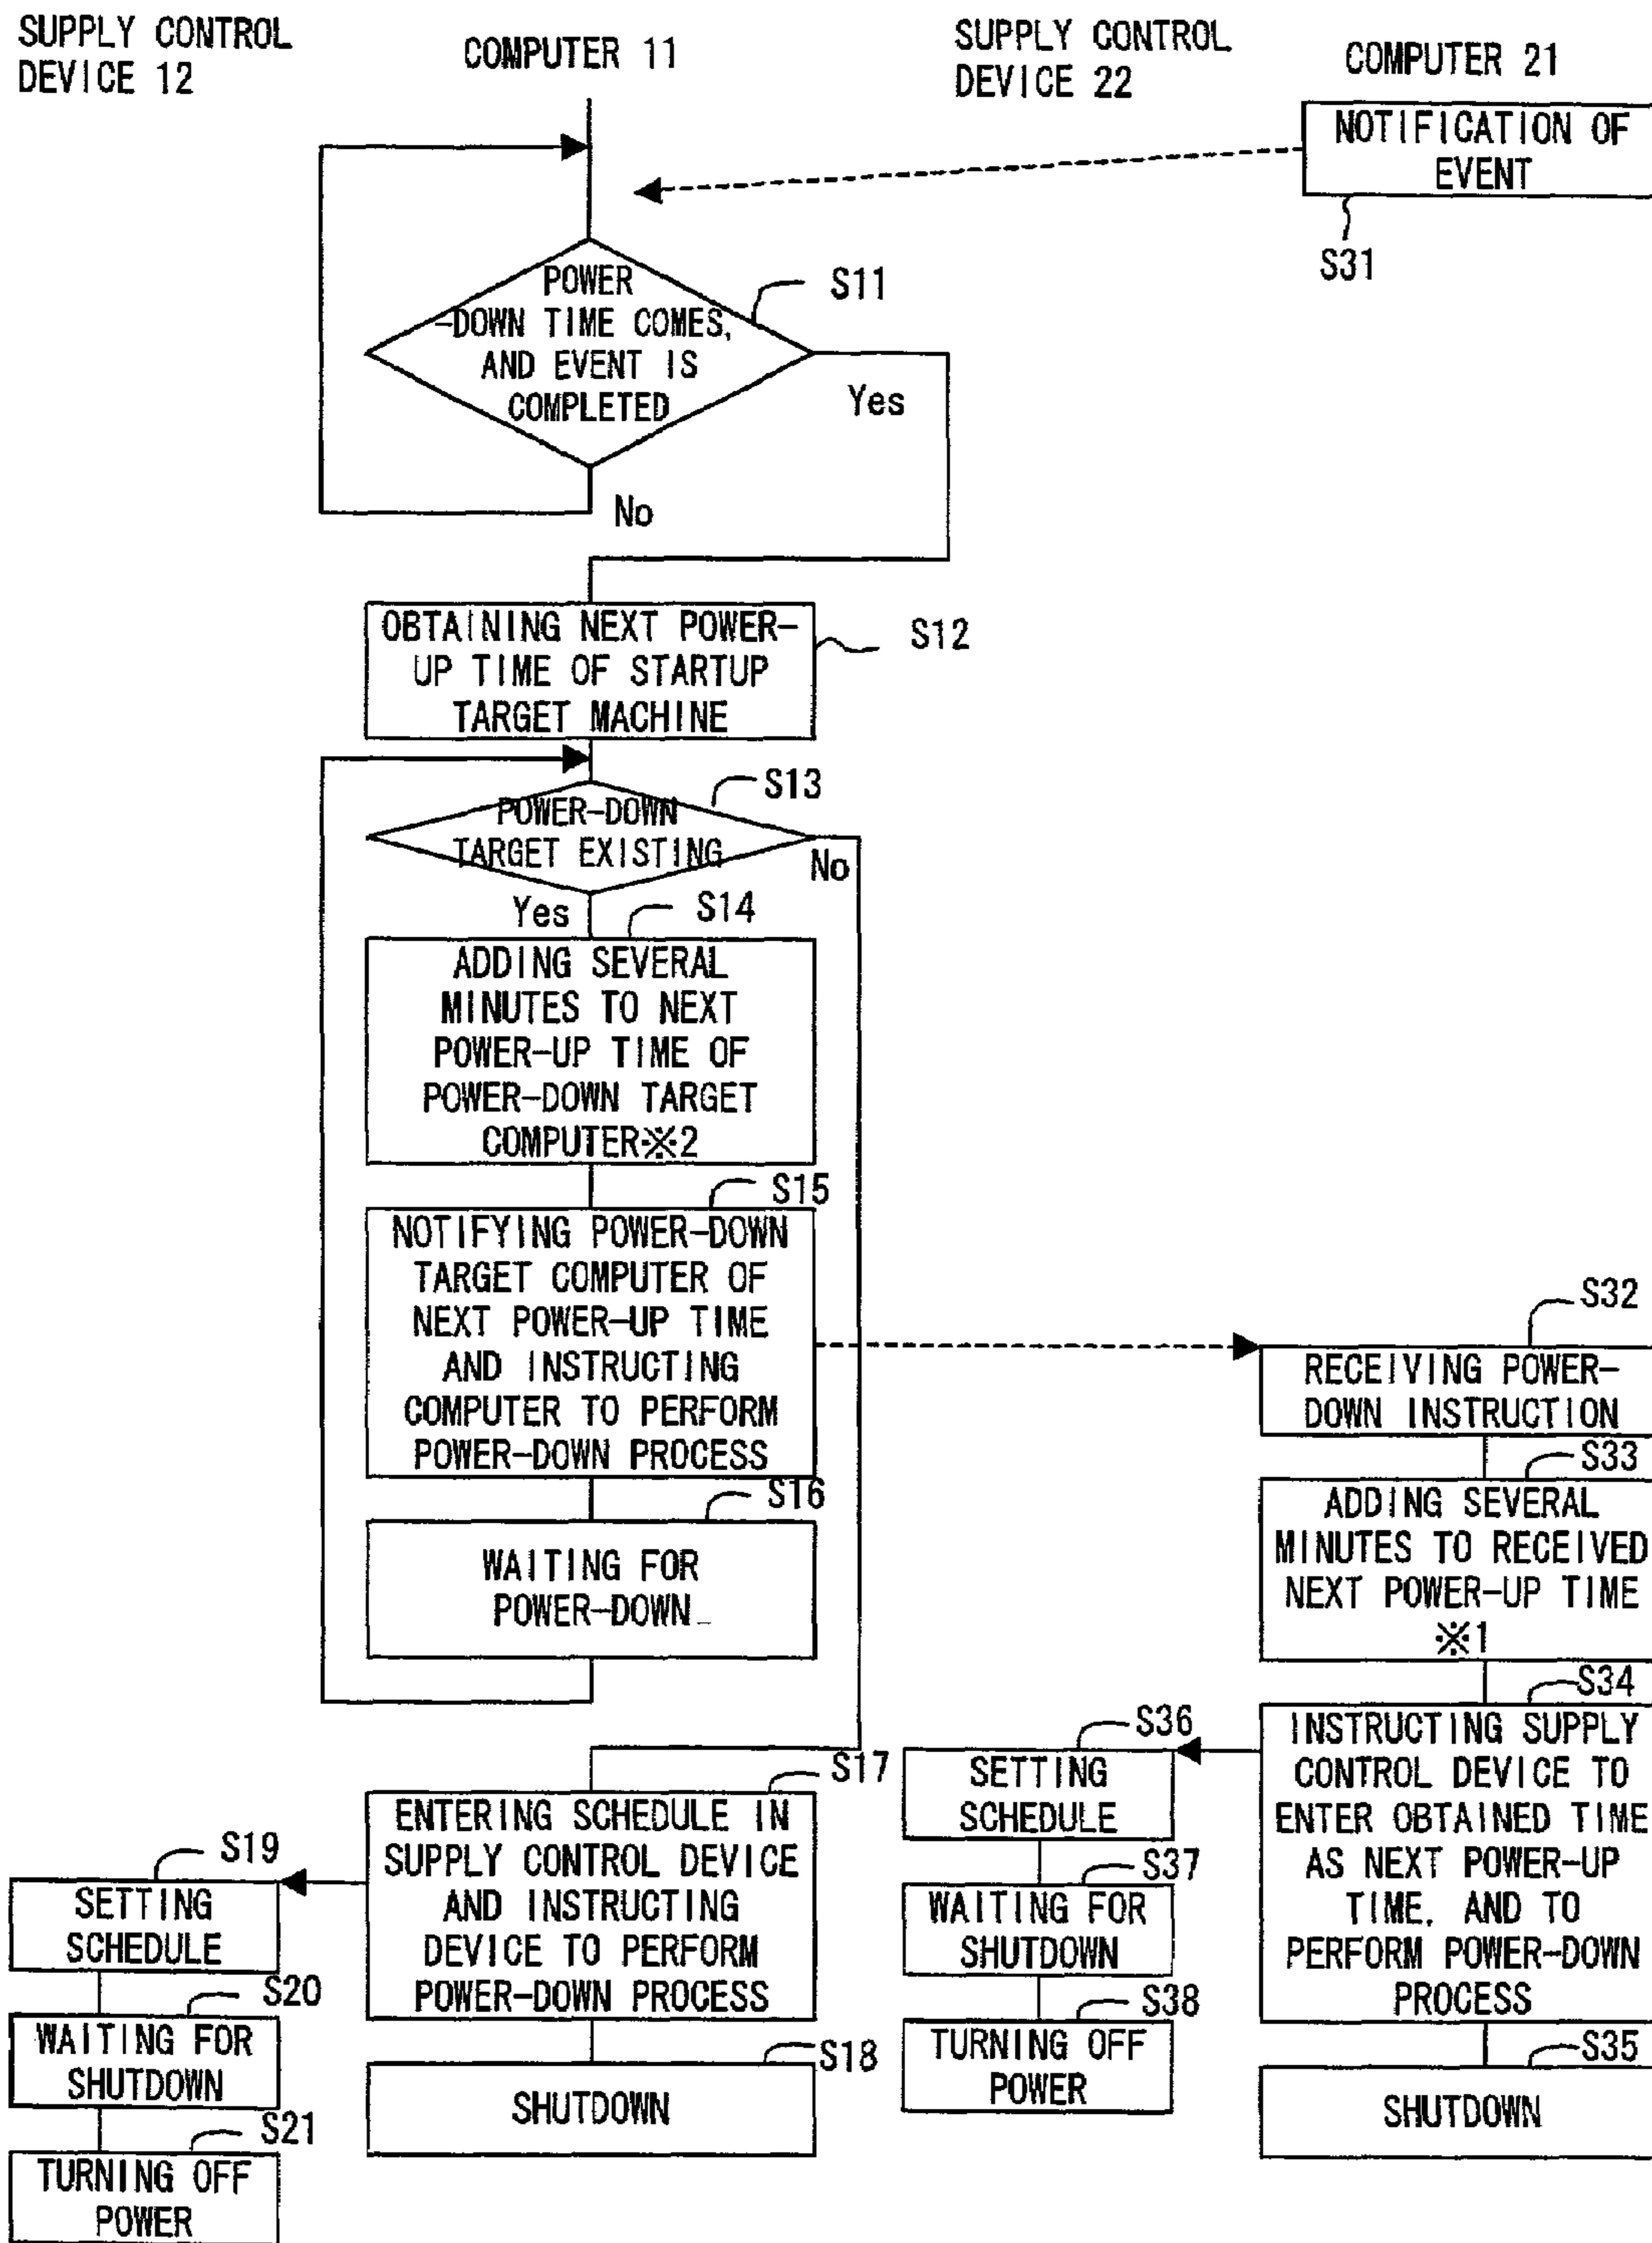 SUPPLY CONTROL
DEVICE 12
COMPUTER 11
SUPPLY CONTROL
DEVICE 22
COMPUTER 21
NOTIFICATION OF
EVENT
S31
POWER
-DOWN TIME COMES,
AND EVENT IS
COMPLETED
S11
Yes
No
OBTAINING NEXT POWER-
UP TIME OF STARTUP
TARGET MACHINE
S12
POWER-DOWN
TARGET EXISTING
S13
No
Yes
S14
ADDING SEVERAL
MINUTES TO NEXT
POWER-UP TIME OF
POWER-DOWN TARGET
COMPUTER※2
S15
NOTIFYING POWER-DOWN
TARGET COMPUTER OF
NEXT POWER-UP TIME
AND INSTRUCTING
COMPUTER TO PERFORM
POWER-DOWN PROCESS
S16
WAITING FOR
POWER-DOWN
S32
RECEIVING POWER-
DOWN INSTRUCTION
S33
ADDING SEVERAL
MINUTES TO RECEIVED
NEXT POWER-UP TIME
※1
S34
INSTRUCTING SUPPLY
CONTROL DEVICE TO
ENTER OBTAINED TIME
AS NEXT POWER-UP
TIME, AND TO
PERFORM POWER-DOWN
PROCESS
S35
SHUTDOWN
S36
SETTING
SCHEDULE
S37
WAITING FOR
SHUTDOWN
S38
TURNING OFF
POWER
S17
ENTERING SCHEDULE IN
SUPPLY CONTROL DEVICE
AND INSTRUCTING
DEVICE TO PERFORM
POWER-DOWN PROCESS
S18
SHUTDOWN
S19
SETTING
SCHEDULE
S20
WAITING FOR
SHUTDOWN
S21
TURNING OFF
POWER